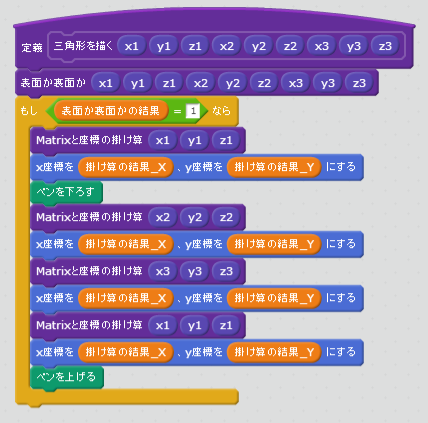 定義 三角形を描く x1 y1 z1 x2 y2 z2 x3 y3 z3
表面か裏面か x1 y1 z1 x2 y2 z2 x3 y3 z3
もし 表面か裏面かの結果 = 1 なら
Matrixと座標の掛け算 x1 y1 z1
x座標を 掛け算の結果_X 、y座標を 掛け算の結果_Y にする
ペンを下ろす
Matrixと座標の掛け算 x2 y2 z2
x座標を 掛け算の結果_X 、y座標を 掛け算の結果_Y にする
Matrixと座標の掛け算 x3 y3 z3
x座標を 掛け算の結果_X 、y座標を 掛け算の結果_Y にする
Matrixと座標の掛け算 x1 y1 z1
x座標を 掛け算の結果_X 、y座標を 掛け算の結果_Y にする
ペンを上げる